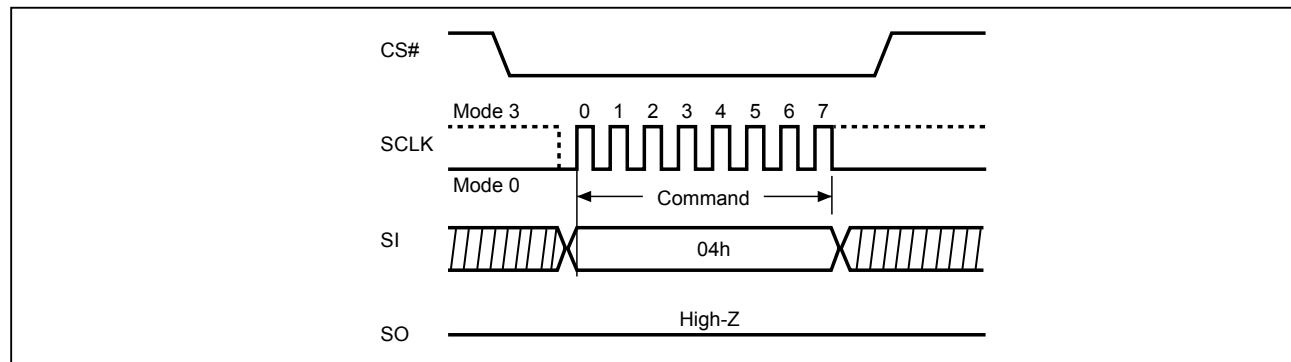 CS#
Mode 3
0 1 2 3 4 5 6 7
SCLK
Mode 0
Command
SI
04h
High-Z
SO